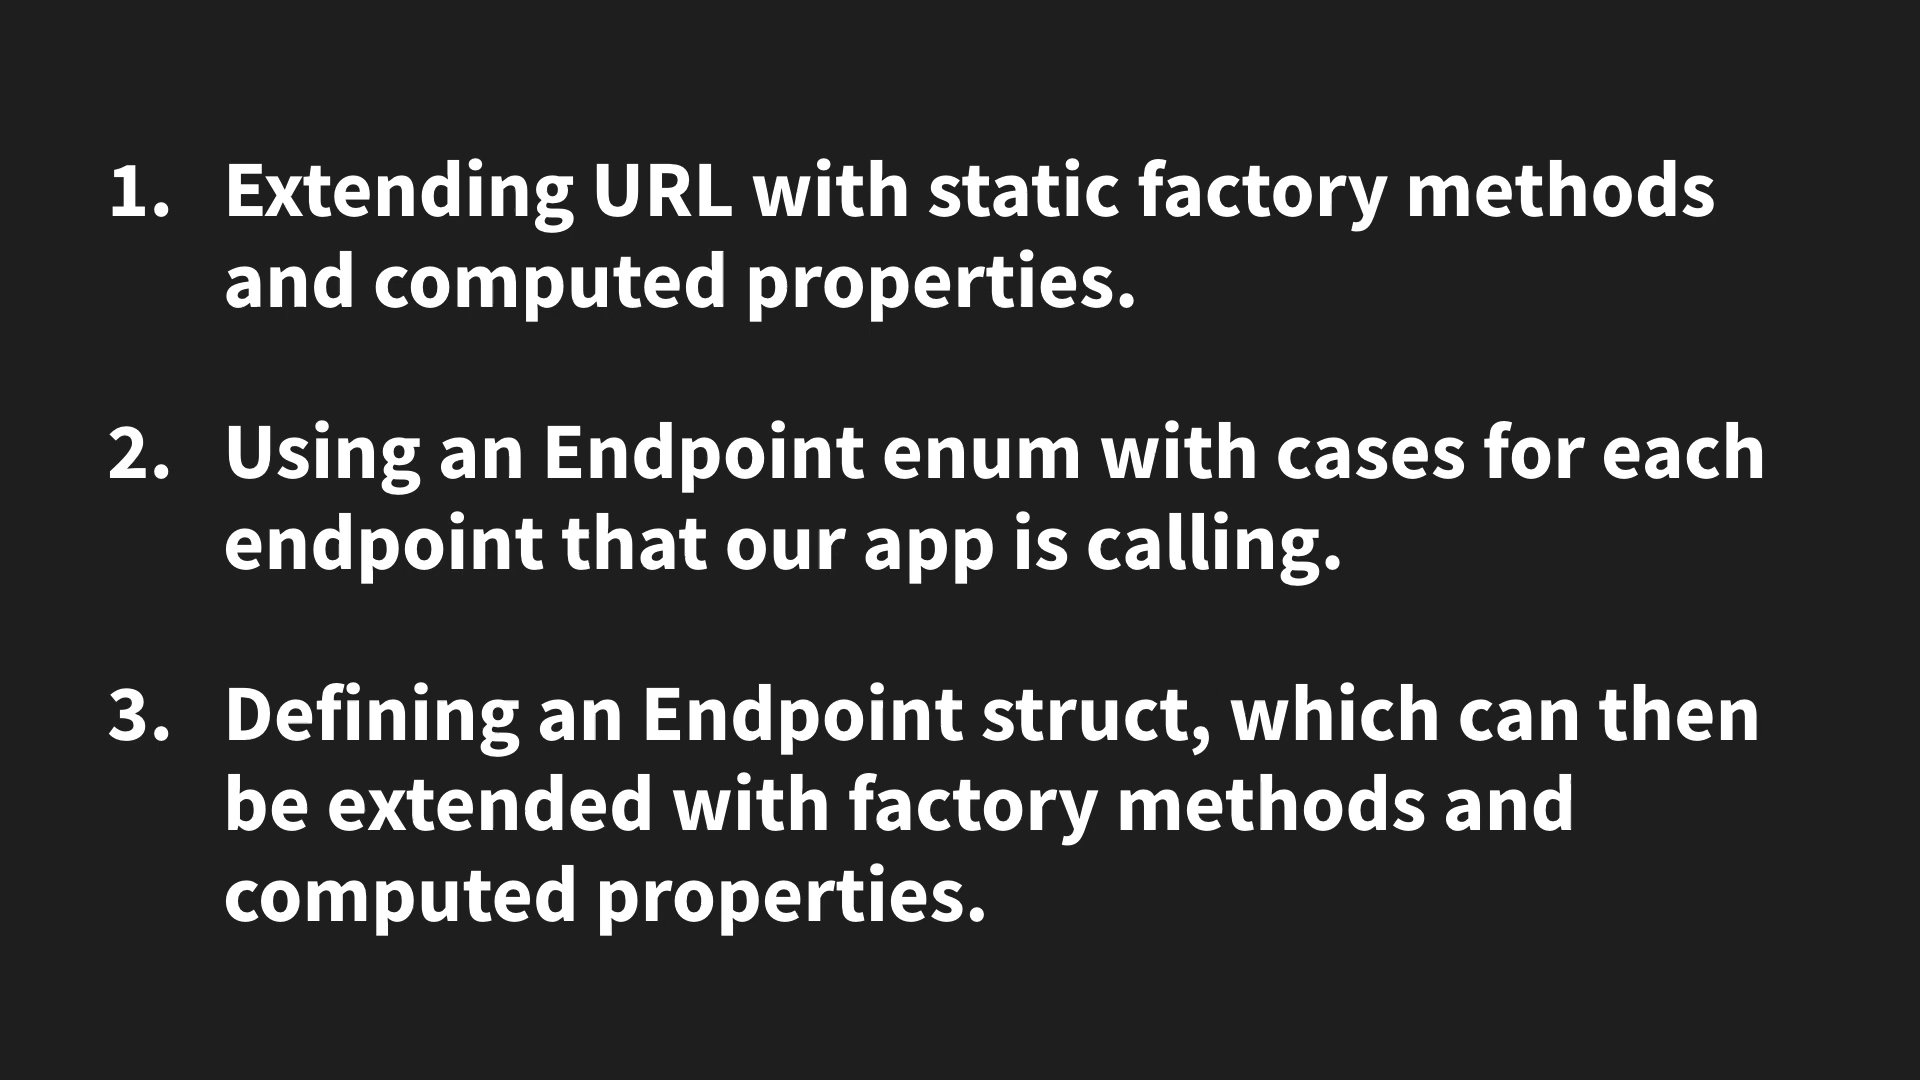 1. Extending URL with static factory methods
and computed properties.
2. Using an Endpoint enum with cases for each
endpoint that our app is calling.
3. Defining an Endpoint struct, which can then
be extended with factory methods and
computed properties.